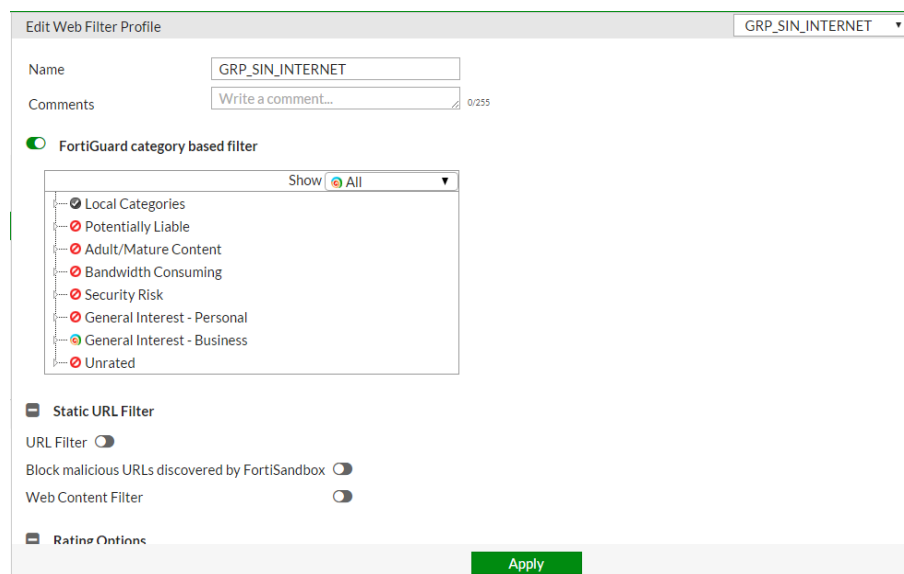 Edit Web Filter Profile
GRP_SIN_INTERNET
Name
GRP_SIN_INTERNET
Comments
Write a comment...
0/255
FortiGuard category based filter
Show All
Local Categories
Potentially Liable
Adult/Mature Content
Bandwidth Consuming
Security Risk
General Interest - Personal
General Interest - Business
Unrated
Static URL Filter
URL Filter
Block malicious URLs discovered by FortiSandbox
Web Content Filter
Rating Options
Apply